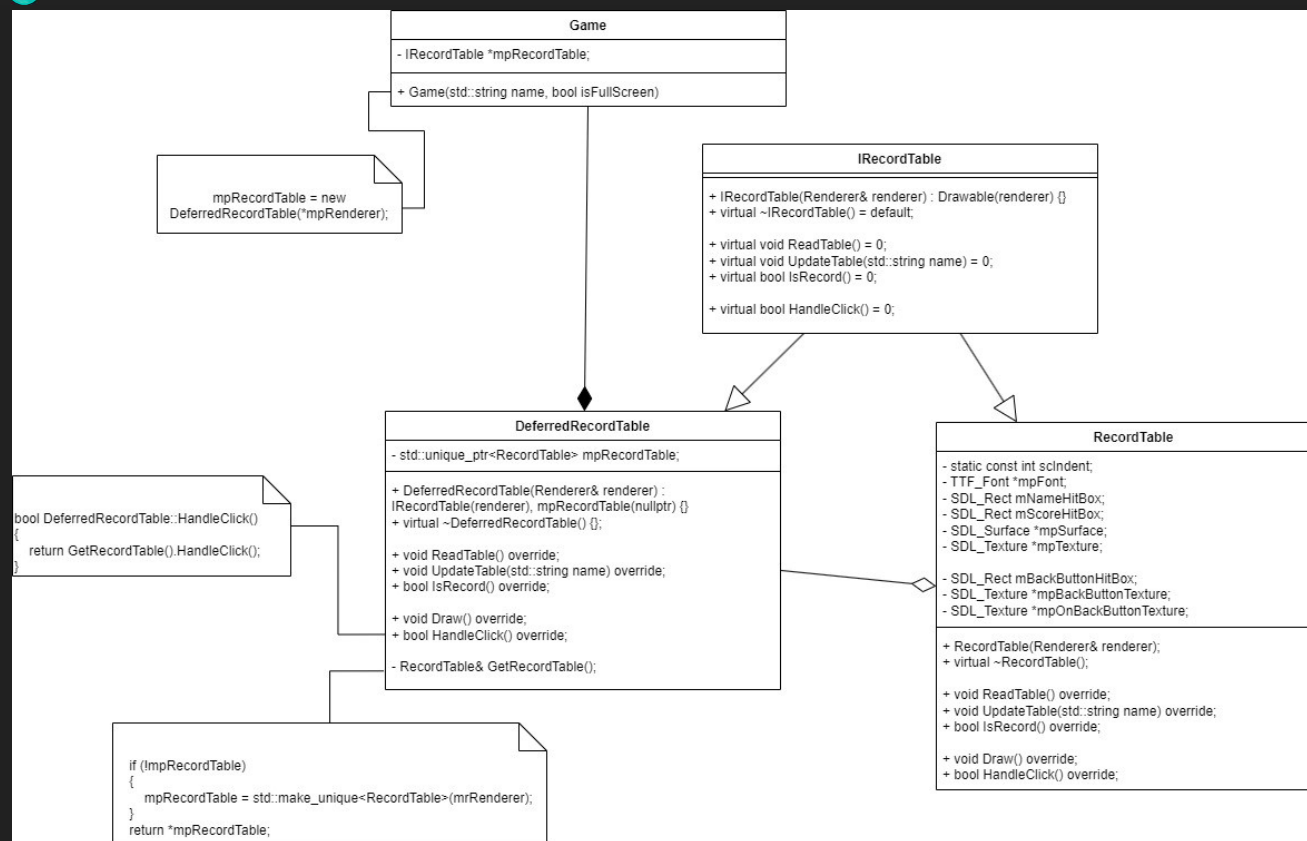 Game
- IRecordTable *mpRecordTable;
+ Game(std::string name, bool isFullScreen)
mpRecordTable = new
DeferredRecordTable(*mpRenderer);
IRecordTable
+ IRecordTable(Renderer& renderer) : Drawable(renderer) {}
+ virtual ~IRecordTable() = default;
+ virtual void ReadTable() = 0;
+ virtual void UpdateTable(std::string name) = 0;
+ virtual bool IsRecord() = 0;
+ virtual bool HandleClick() = 0;
DeferredRecordTable
- std::unique_ptr<RecordTable> mpRecordTable;
+ DeferredRecordTable(Renderer& renderer) :
IRecordTable(renderer), mpRecordTable(nullptr) {}
+ virtual ~DeferredRecordTable() {};
+ void ReadTable() override;
+ void UpdateTable(std::string name) override;
+ bool IsRecord() override;
+ void Draw() override;
+ bool HandleClick() override;
- RecordTable& GetRecordTable();
RecordTable
- static const int scIndent;
- TTF_Font *mpFont;
- SDL_Rect mNameHitBox;
- SDL_Rect mScoreHitBox;
- SDL_Surface *mpSurface;
- SDL_Texture *mpTexture;
- SDL_Rect mBackButtonHitBox;
- SDL_Texture *mpBackButtonTexture;
- SDL_Texture *mpOnBackButtonTexture;
+ RecordTable(Renderer& renderer);
+ virtual ~RecordTable();
+ void ReadTable() override;
+ void UpdateTable(std::string name) override;
+ bool IsRecord() override;
+ void Draw() override;
+ bool HandleClick() override;
bool DeferredRecordTable::HandleClick()
{
return GetRecordTable().HandleClick();
}
if (!mpRecordTable)
{
mpRecordTable = std::make_unique<RecordTable>(mrRenderer);
}
return *mpRecordTable;